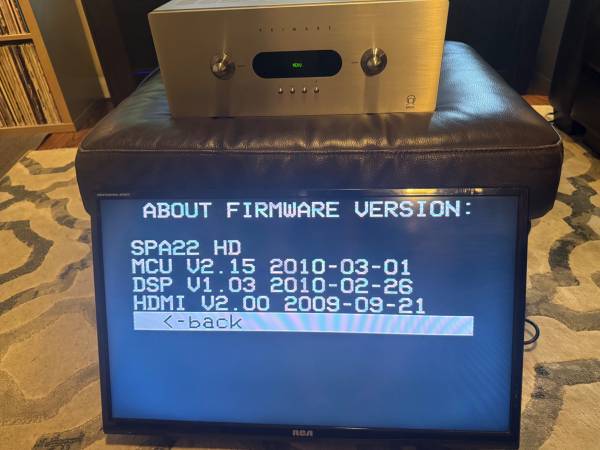 PRIMARE
ABOUT FIRMWARE VERSION:
SPA22 HD
MCU V2.15 2010-03-01
DSP V1.03 2010-02-26
HDMI V2.00 2009-09-21
<-back
RCA